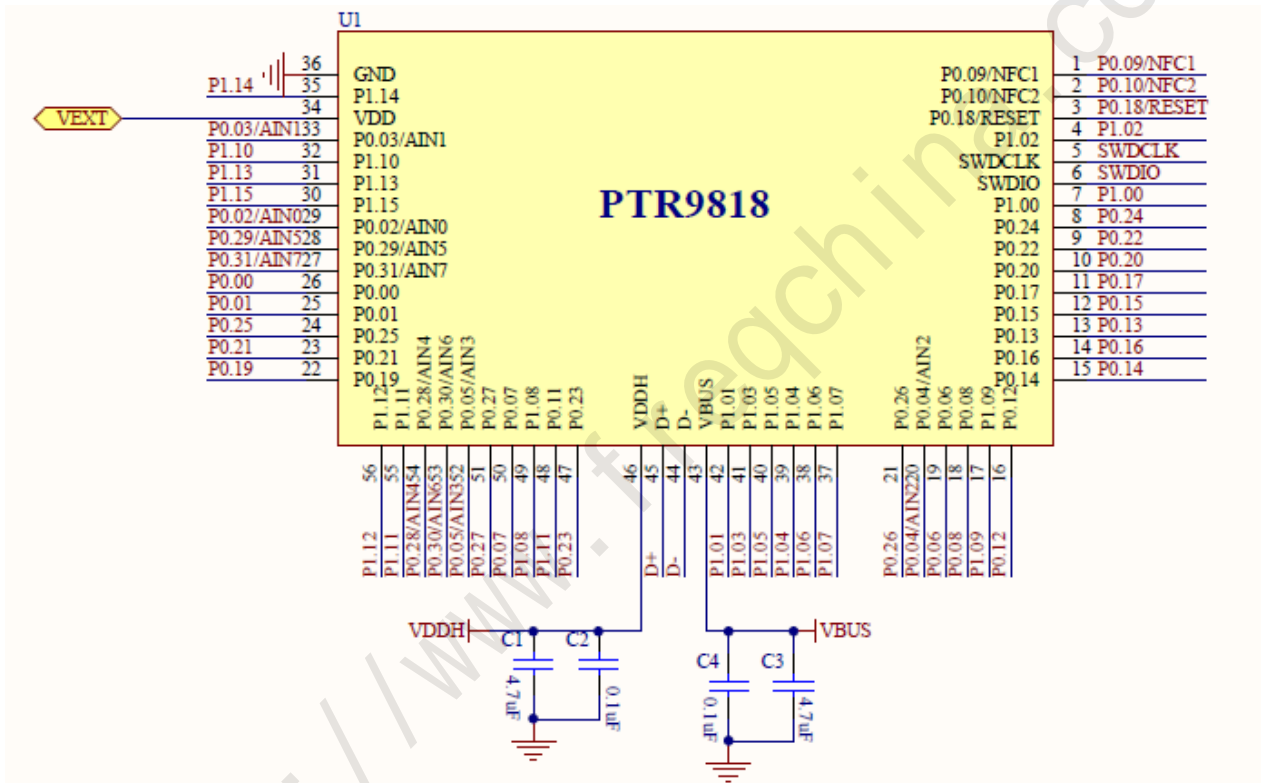 U1
36 GND
P1.14 35 P1.14
VEXT 34 VDD
P0.03/AIN133 P0.03/AIN1
P1.10 32 P1.10
P1.13 31 P1.13
P1.15 30 P1.15
P0.02/AIN029 P0.02/AIN0
P0.29/AIN528 P0.29/AIN5
P0.31/AIN727 P0.31/AIN7
P0.00 26 P0.00
P0.01 25 P0.01
P0.25 24 P0.25
P0.21 23 P0.21
P0.19 22 P0.19
PTR9818
P0.09/NFC1 1 P0.09/NFC1
P0.10/NFC2 2 P0.10/NFC2
P0.18/RESET 3 P0.18/RESET
P1.02 4 P1.02
SWDCLK 5 SWDCLK
SWDIO 6 SWDIO
P1.00 7 P1.00
P0.24 8 P0.24
P0.22 9 P0.22
P0.20 10 P0.20
P0.17 11 P0.17
P0.15 12 P0.15
P0.13 13 P0.13
P0.16 14 P0.16
P0.14 15 P0.14
P1.12 56 P1.12
P1.11 55 P1.11
P0.28/AIN4 P0.28/AIN454
P0.30/AIN6 P0.30/AIN653
P0.05/AIN3 P0.05/AIN352
P0.27 51 P0.27
P0.07 50 P0.07
P1.08 49 P1.08
P0.11 48 P1.11
P0.23 47 P0.23
VDDH 46
D+ 45 D+
D- 44 D-
VBUS 43
P1.01 42 P1.01
P1.03 41 P1.03
P1.05 40 P1.05
P1.04 39 P1.04
P1.06 38 P1.06
P1.07 37 P1.07
P0.26 21 P0.26
P0.04/AIN2 P0.04/AIN220
P0.06 19 P0.06
P0.08 18 P0.08
P1.09 17 P1.09
P0.12 16 P0.12
VDDH
C1
4.7uF
C2
0.1uF
C4
0.1uF
C3
4.7uF
VBUS
//www.freqchina.co